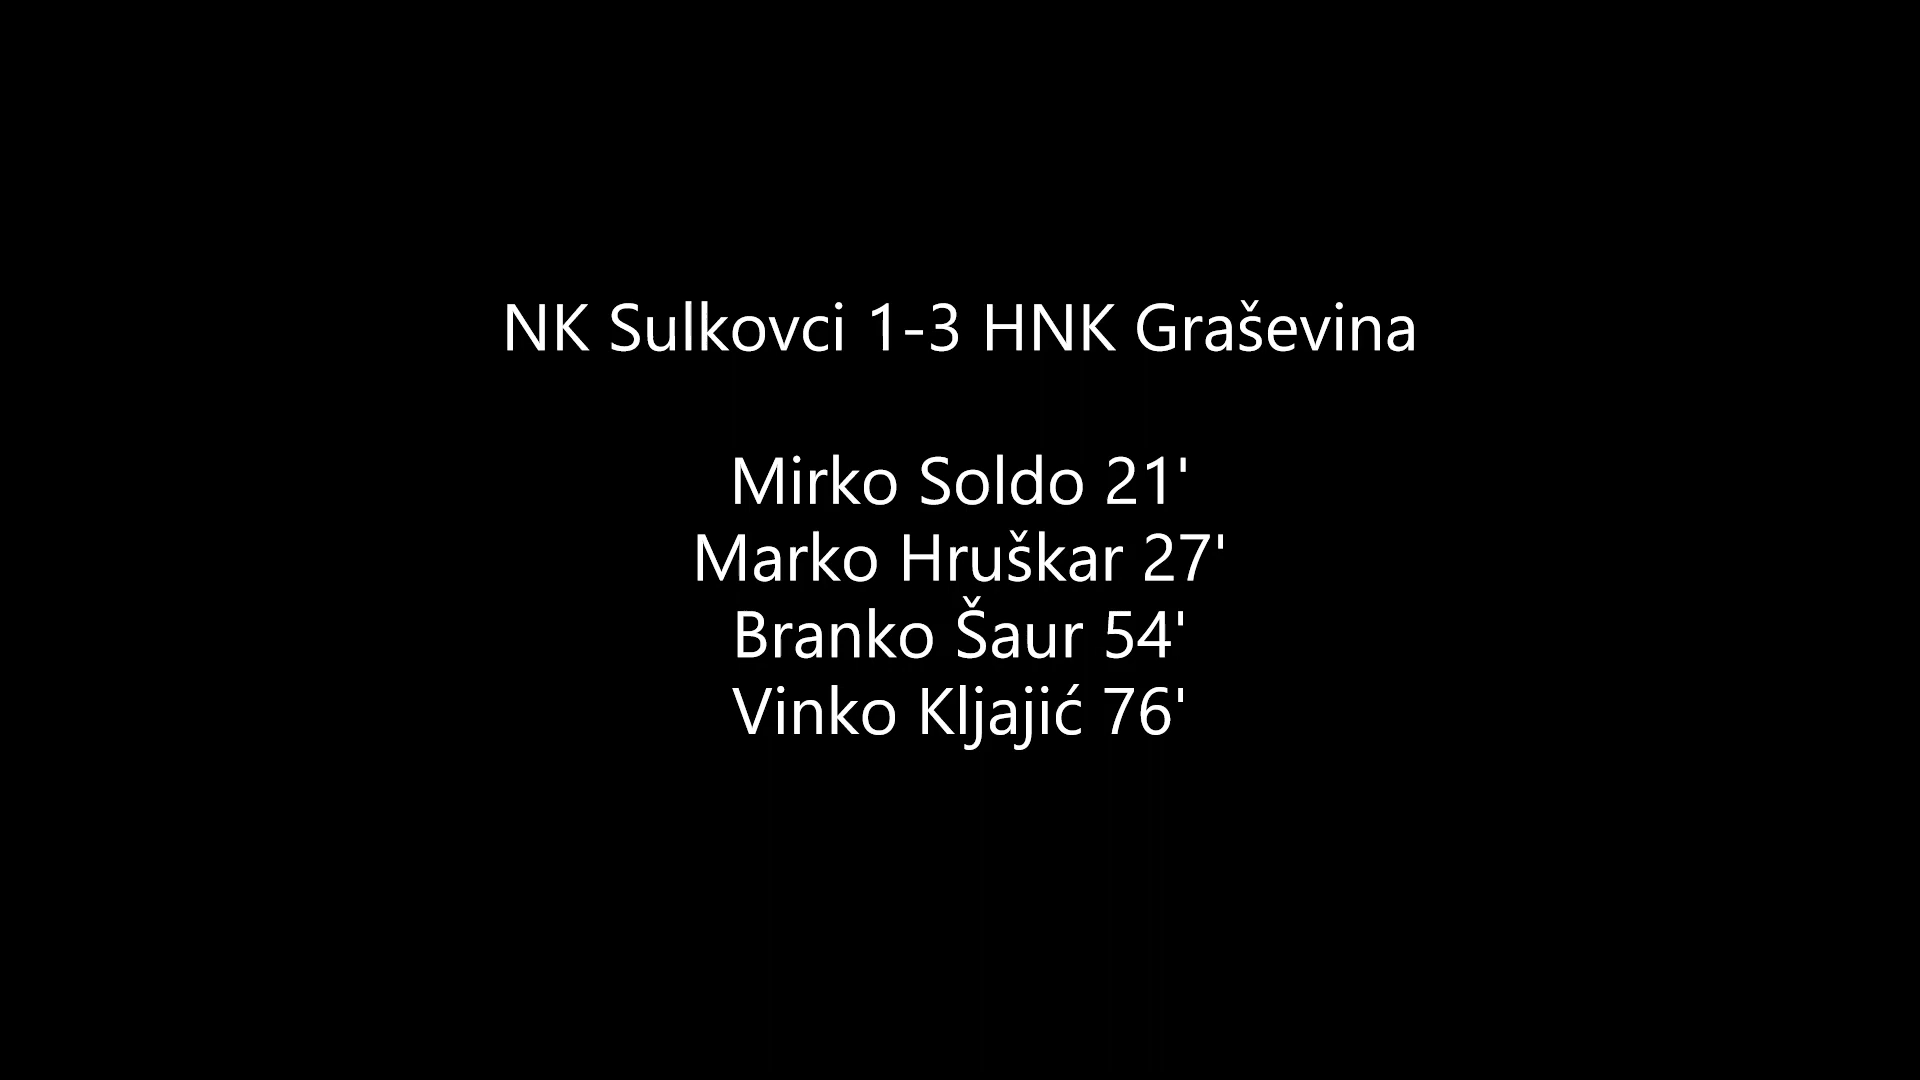 NK Sulkovci 1-3 HNK Graševina
Mirko Soldo 21'
Marko Hruškar 27'
Branko Šaur 54'
Vinko Kljajić 76'